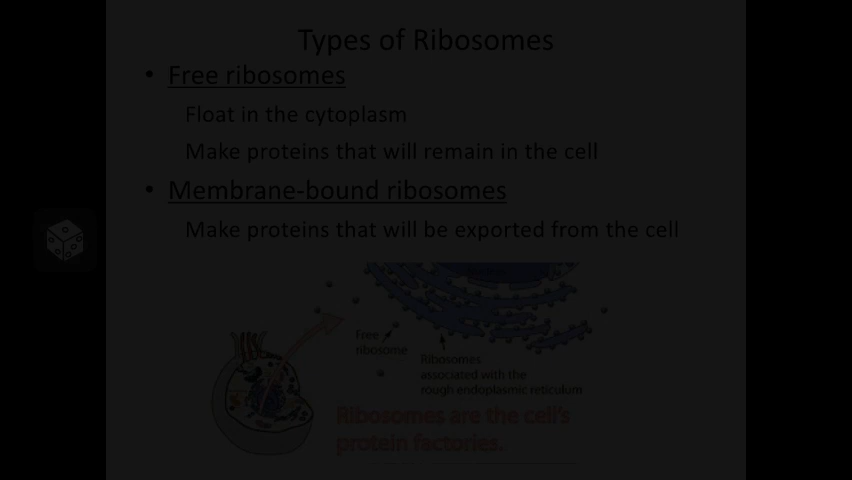 Types of Ribosomes
• Free ribosomes
Float in the cytoplasm
Make proteins that will remain in the cell
• Membrane-bound ribosomes
Make proteins that will be exported from the cell
Free
ribosome
Ribosomes
associated with the
rough endoplasmic reticulum
Ribosomes are the cell's
protein factories.